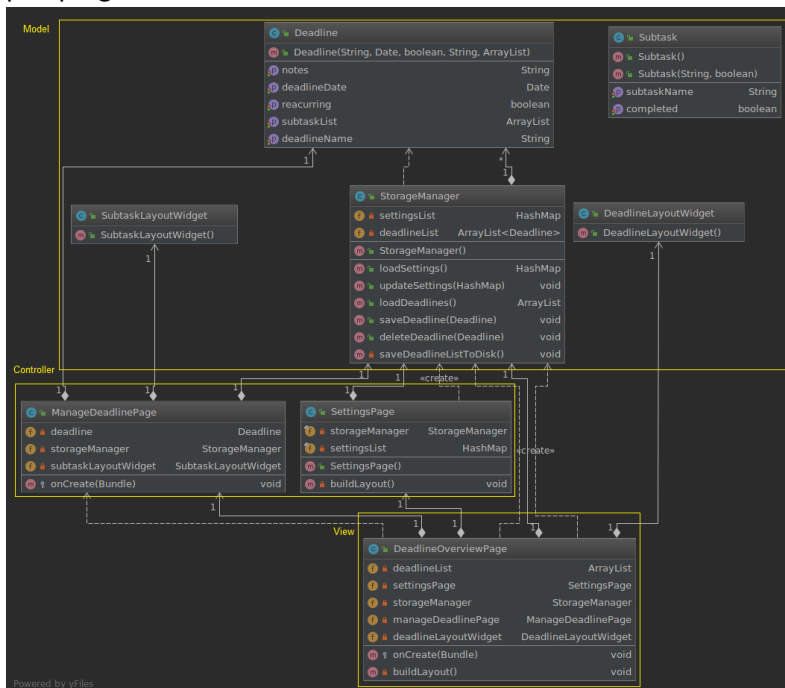 Model
Deadline
Deadline(String, Date, boolean, String, ArrayList)
notes String
deadlineDate Date
reacurring boolean
subtaskList ArrayList
deadlineName String
Subtask
Subtask()
Subtask(String, boolean)
subtaskName String
completed boolean
1
*
1
StorageManager
settingsList HashMap
deadlineList ArrayList<Deadline>
StorageManager()
loadSettings() HashMap
updateSettings(HashMap) void
loadDeadlines() ArrayList
saveDeadline(Deadline) void
deleteDeadline(Deadline) void
saveDeadlineListToDisk() void
SubtaskLayoutWidget
SubtaskLayoutWidget()
1
DeadlineLayoutWidget
DeadlineLayoutWidget()
1
Controller
1 1 1 1 1 1 «create» 1
ManageDeadlinePage
deadline Deadline
storageManager StorageManager
subtaskLayoutWidget SubtaskLayoutWidget
onCreate(Bundle) void
SettingsPage
storageManager StorageManager
settingsList HashMap
SettingsPage()
buildLayout() void
«create»
1 1
View
1 1 1 1
DeadlineOverviewPage
deadlineList ArrayList
settingsPage SettingsPage
storageManager StorageManager
manageDeadlinePage ManageDeadlinePage
deadlineLayoutWidget DeadlineLayoutWidget
onCreate(Bundle) void
buildLayout() void
Powered by yFiles